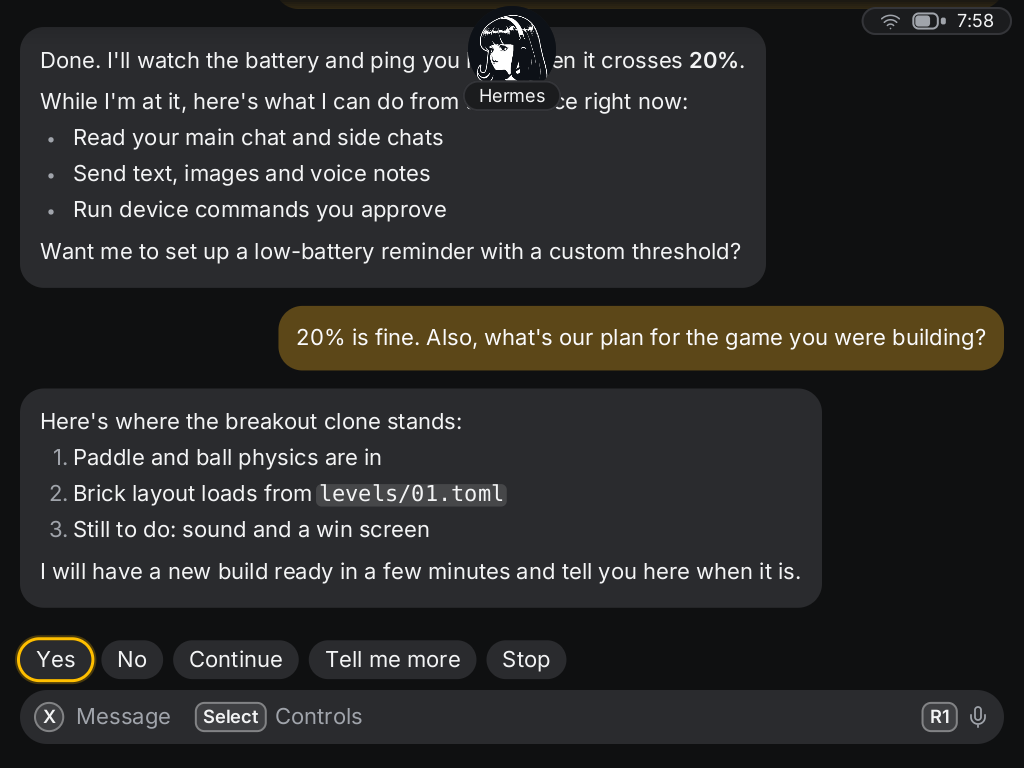 7:58
Done. I'll watch the battery and ping you en it crosses 20%.
Hermes
While I'm at it, here's what I can do from ce right now:
• Read your main chat and side chats
• Send text, images and voice notes
• Run device commands you approve
Want me to set up a low-battery reminder with a custom threshold?
20% is fine. Also, what's our plan for the game you were building?
Here's where the breakout clone stands:
1. Paddle and ball physics are in
2. Brick layout loads from levels/01.toml
3. Still to do: sound and a win screen
I will have a new build ready in a few minutes and tell you here when it is.
Yes No Continue Tell me more Stop
X Message Select Controls R1